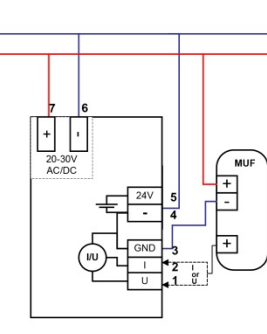 7 6
+ -
20-30V
AC/DC
MUF
24V 5
- 4
+
-
GND 3
I/U
I 2
U 1
I
or
U
+